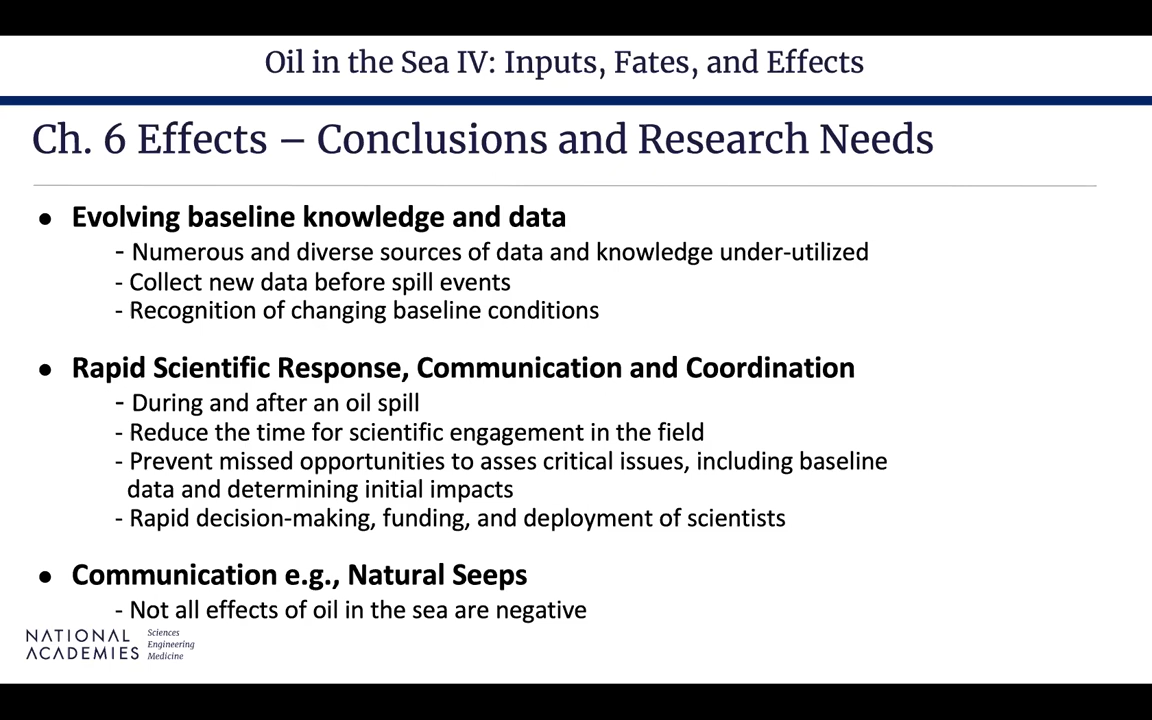 Oil in the Sea IV: Inputs, Fates, and Effects
Ch. 6 Effects – Conclusions and Research Needs
● Evolving baseline knowledge and data
- Numerous and diverse sources of data and knowledge under-utilized
- Collect new data before spill events
- Recognition of changing baseline conditions
● Rapid Scientific Response, Communication and Coordination
- During and after an oil spill
- Reduce the time for scientific engagement in the field
- Prevent missed opportunities to asses critical issues, including baseline
data and determining initial impacts
- Rapid decision-making, funding, and deployment of scientists
● Communication e.g., Natural Seeps
- Not all effects of oil in the sea are negative
NATIONAL
ACADEMIES
Sciences
Engineering
Medicine